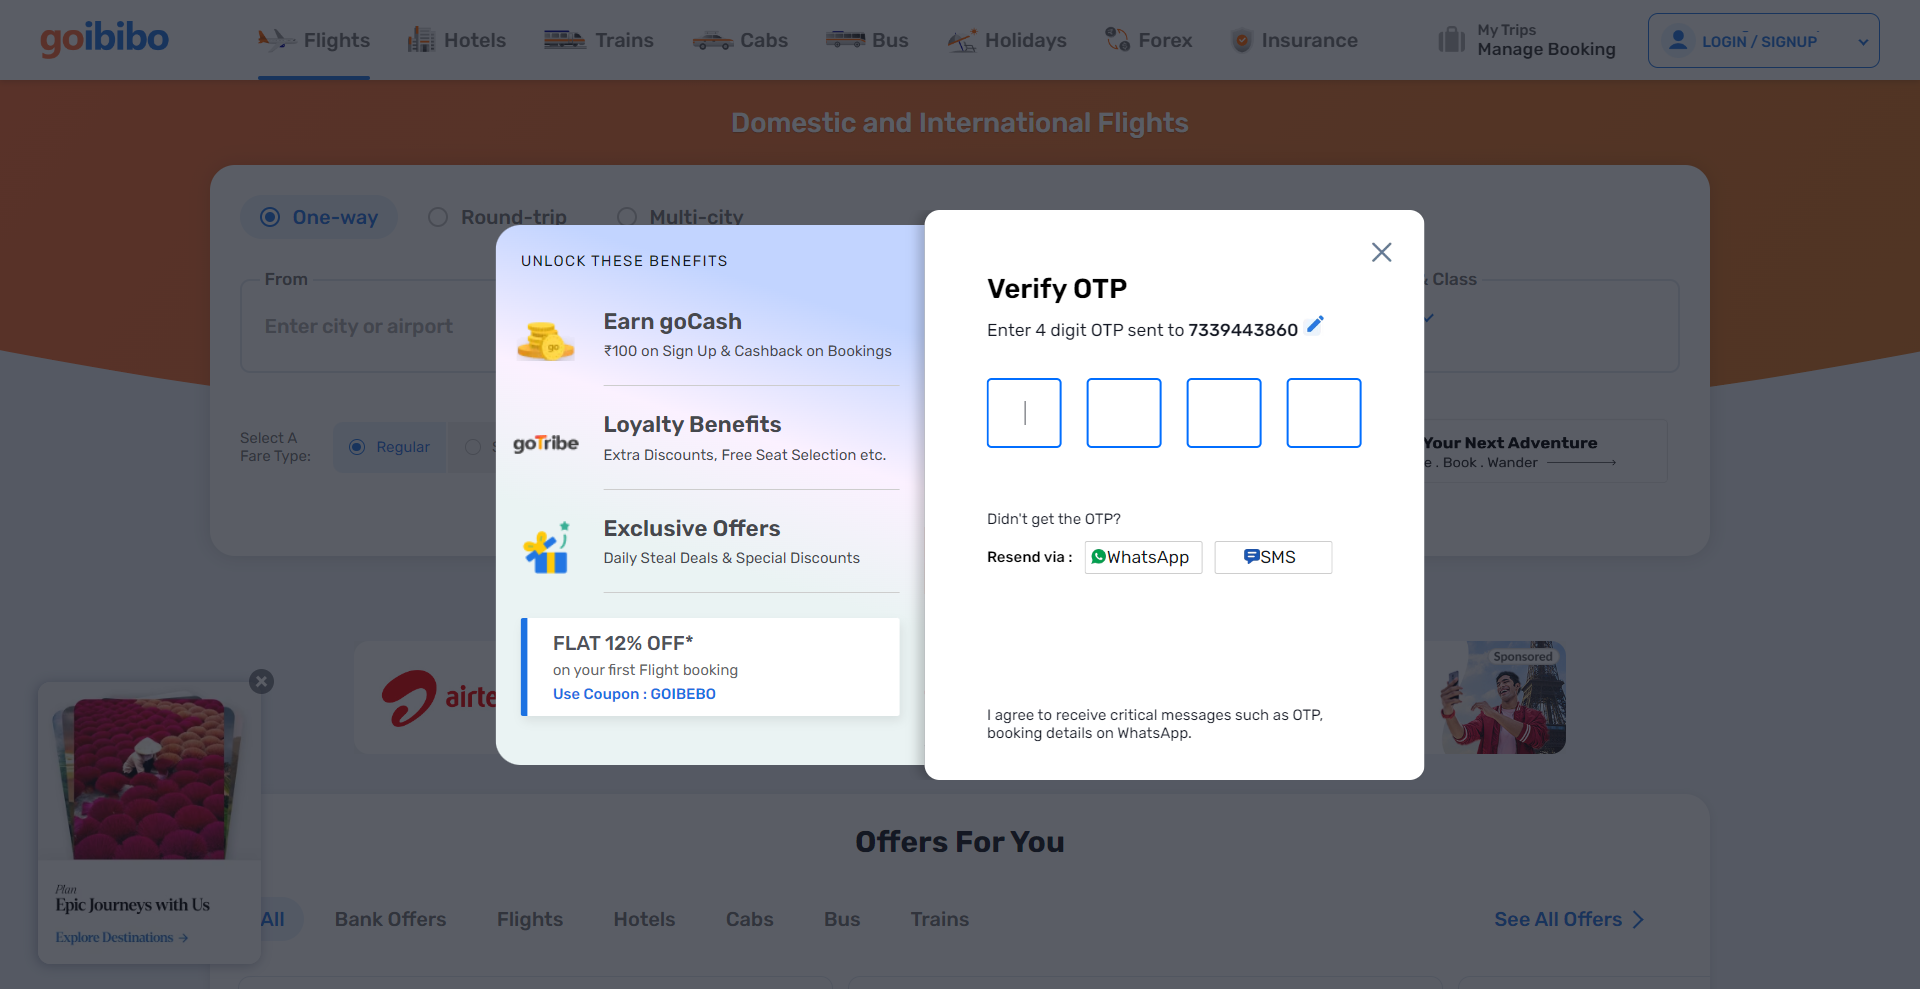 goibibo
Flights
Hotels
Trains
Cabs
Bus
Holidays
Forex
Insurance
My Trips
Manage Booking
LOGIN / SIGNUP
Domestic and International Flights
One-way
Round-trip
Multi-city
From
Enter city or airport
& Class
Select A
Fare Type:
Regular
UNLOCK THESE BENEFITS
Earn goCash
₹100 on Sign Up & Cashback on Bookings
goTribe
Loyalty Benefits
Extra Discounts, Free Seat Selection etc.
Exclusive Offers
Daily Steal Deals & Special Discounts
FLAT 12% OFF*
on your first Flight booking
Use Coupon : GOIBEBO
Verify OTP
Enter 4 digit OTP sent to 7339443860
Didn't get the OTP?
Resend via :
WhatsApp
SMS
I agree to receive critical messages such as OTP,
booking details on WhatsApp.
Your Next Adventure
e . Book . Wander
airte
Sponsored
Plan
Epic Journeys with Us
Explore Destinations →
Offers For You
All
Bank Offers
Flights
Hotels
Cabs
Bus
Trains
See All Offers